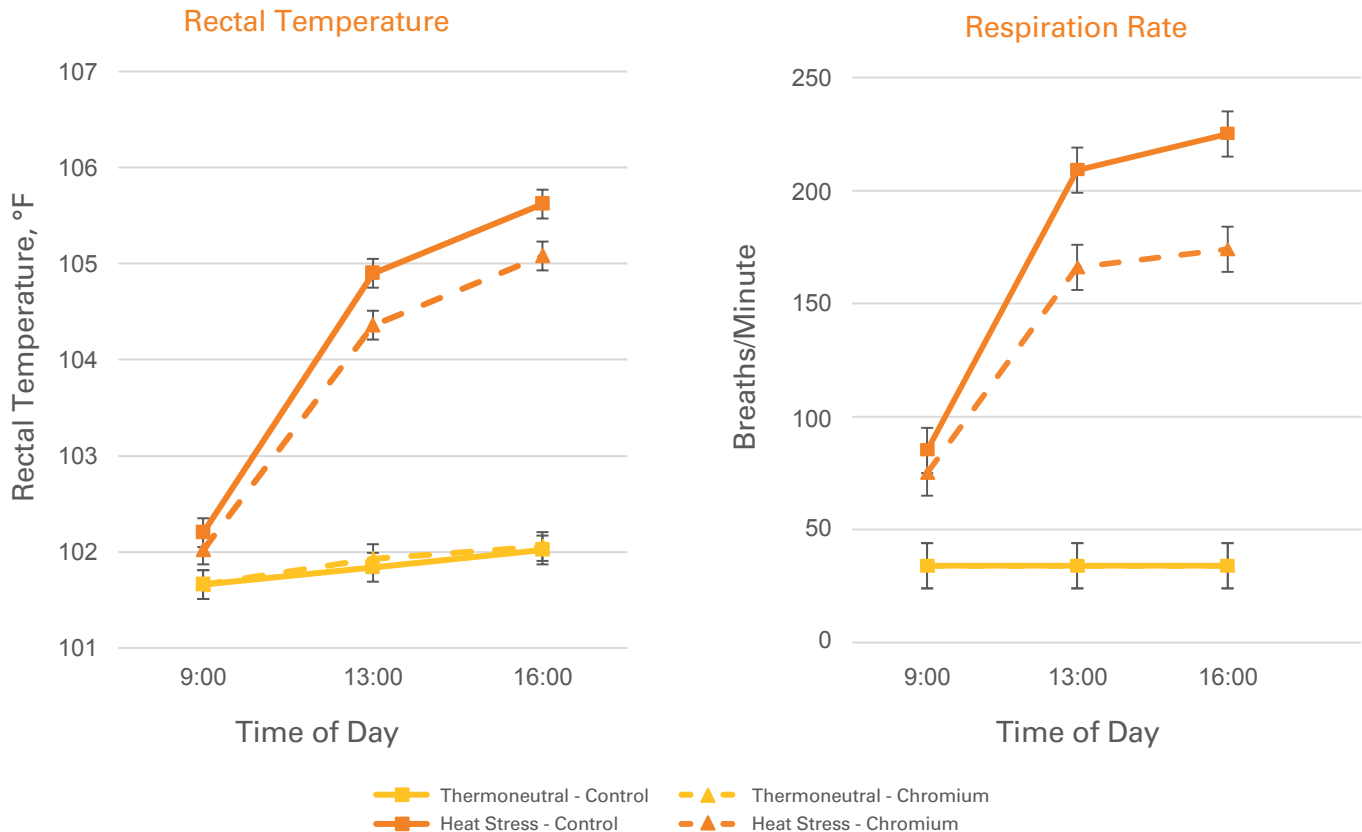 Rectal Temperature
107
106
105
104
103
102
101
Rectal Temperature, °F
9:00 13:00 16:00
Time of Day
Respiration Rate
250
200
150
100
50
0
Breaths/Minute
9:00 13:00 16:00
Time of Day
Thermoneutral - Control Thermoneutral - Chromium
Heat Stress - Control Heat Stress - Chromium